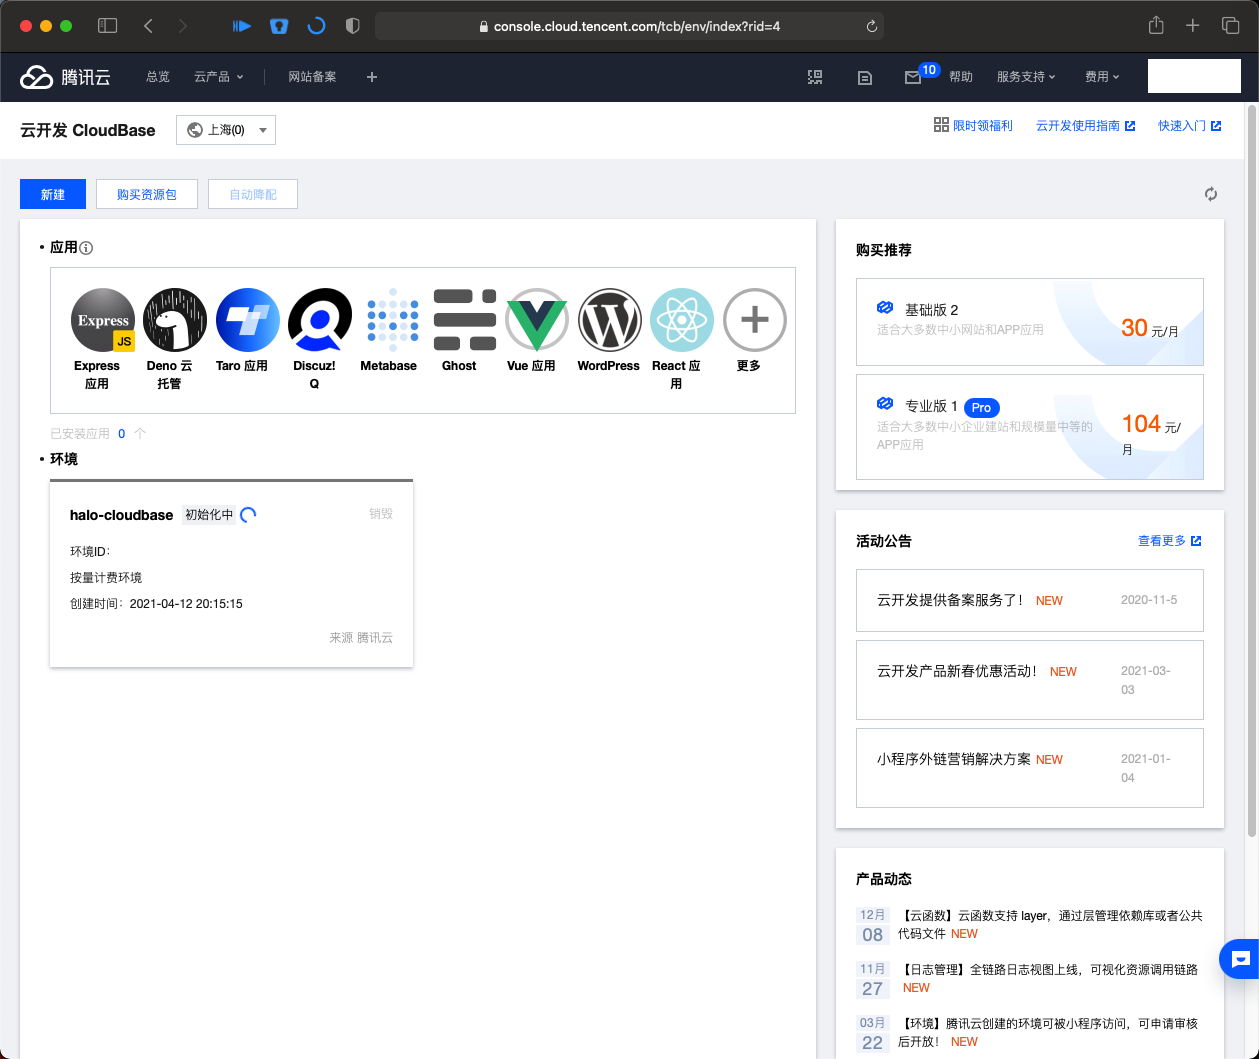 console.cloud.tencent.com/tcb/env/index?rid=4
腾讯云
总览
云产品
网站备案
10
帮助
服务支持
费用
云开发 CloudBase
上海(0)
限时领福利
云开发使用指南
快速入门
新建
购买资源包
自动降配
应用
Express
JS
Express
应用
Deno 云
托管
Taro 应用
Discuz!
Q
Metabase
Ghost
Vue 应用
WordPress
React 应
用
更多
已安装应用 0 个
环境
halo-cloudbase 初始化中
销毁
环境ID:
按量计费环境
创建时间: 2021-04-12 20:15:15
来源 腾讯云
购买推荐
基础版 2
适合大多数中小网站和APP应用
30 元/月
专业版 1 Pro
适合大多数中小企业建站和规模量中等的
APP应用
104 元/
月
活动公告
查看更多
云开发提供备案服务了! NEW
2020-11-5
云开发产品新春优惠活动! NEW
2021-03-
03
小程序外链营销解决方案 NEW
2021-01-
04
产品动态
12月
08
【云函数】云函数支持 layer，通过层管理依赖库或者公共
代码文件 NEW
11月
27
【日志管理】全链路日志视图上线，可视化资源调用链路
NEW
03月
22
【环境】腾讯云创建的环境可被小程序访问，可申请审核
后开放! NEW